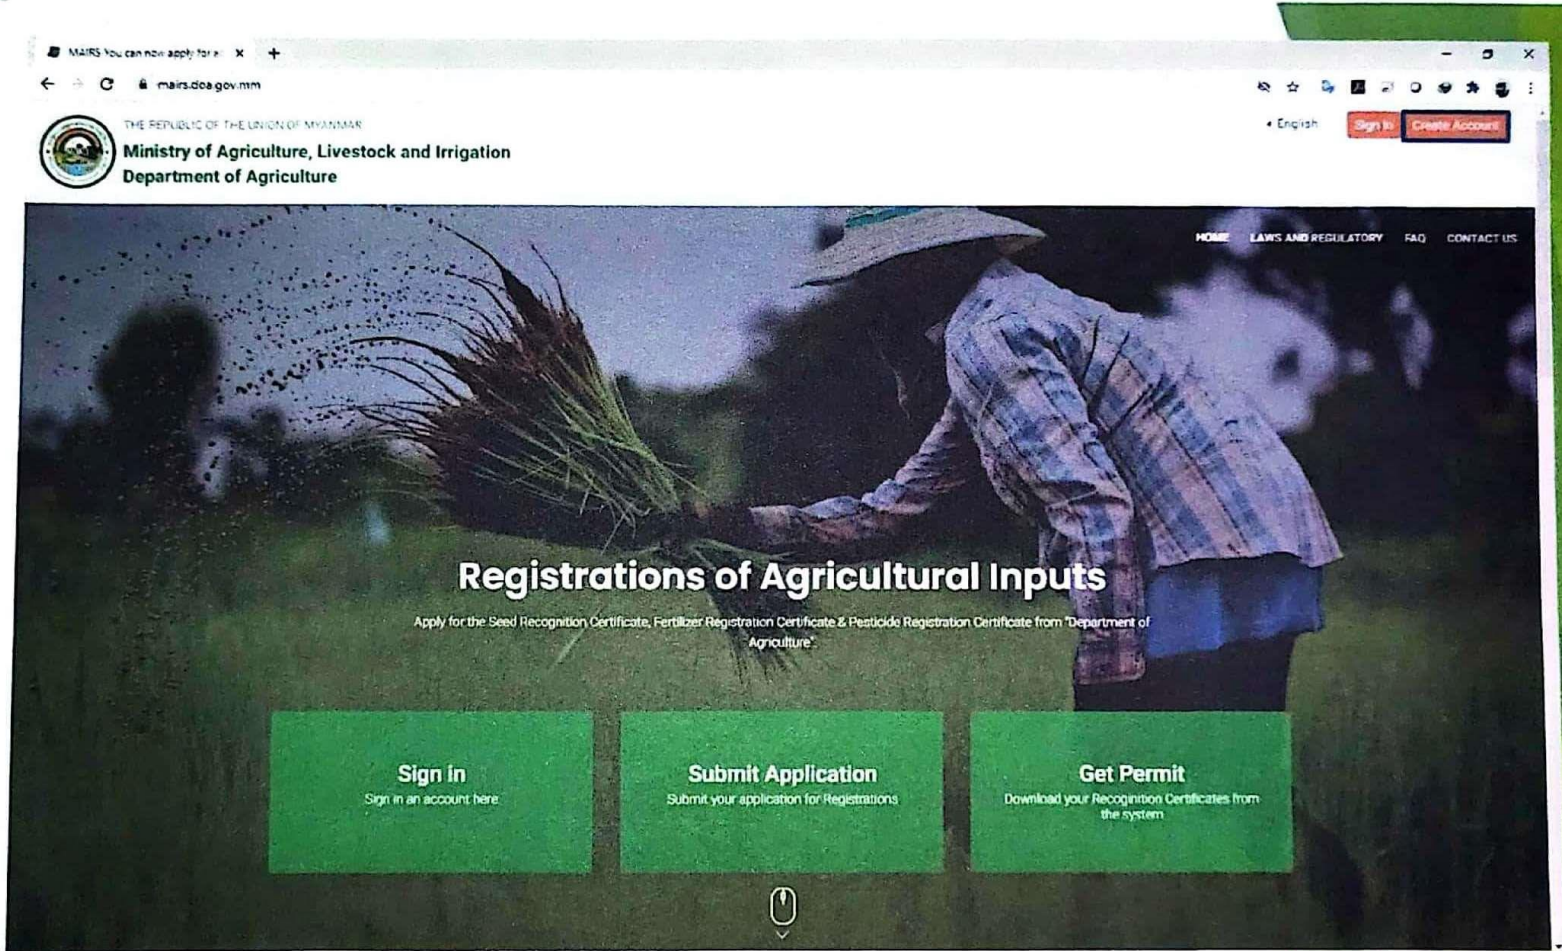 MAIRS You can now apply for a
mairs.doa.gov.mm
THE REPUBLIC OF THE UNION OF MYANMAR
Ministry of Agriculture, Livestock and Irrigation
Department of Agriculture
English
Sign In
Create Account
HOME LAWS AND REGULATORY FAQ CONTACT US
Registrations of Agricultural Inputs
Apply for the Seed Recognition Certificate, Fertilizer Registration Certificate & Pesticide Registration Certificate from "Department of
Agriculture".
Sign in
Sign in an account here
Submit Application
Submit your application for Registrations
Get Permit
Download your Recoginition Certificates from
the system